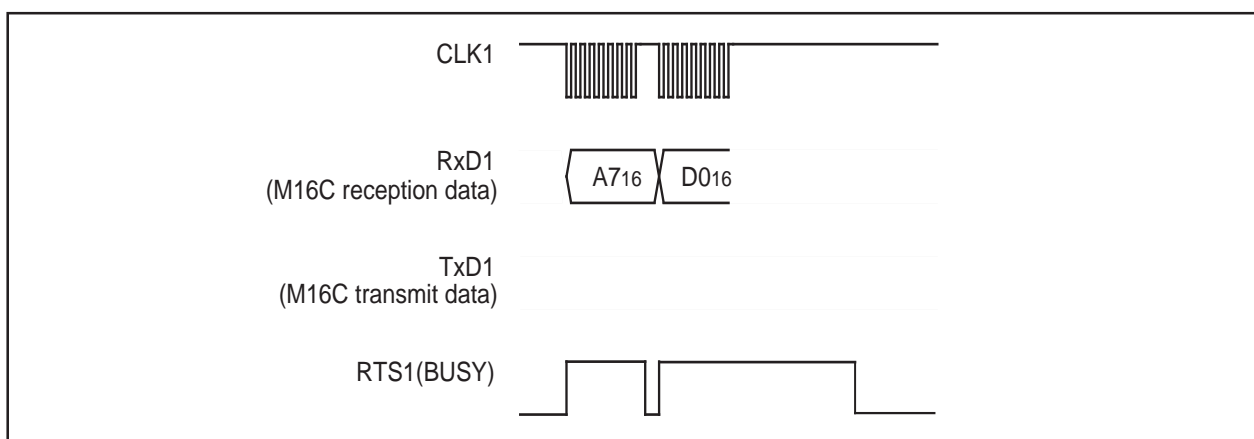 CLK1
RxD1
(M16C reception data)
A716
D016
TxD1
(M16C transmit data)
RTS1(BUSY)